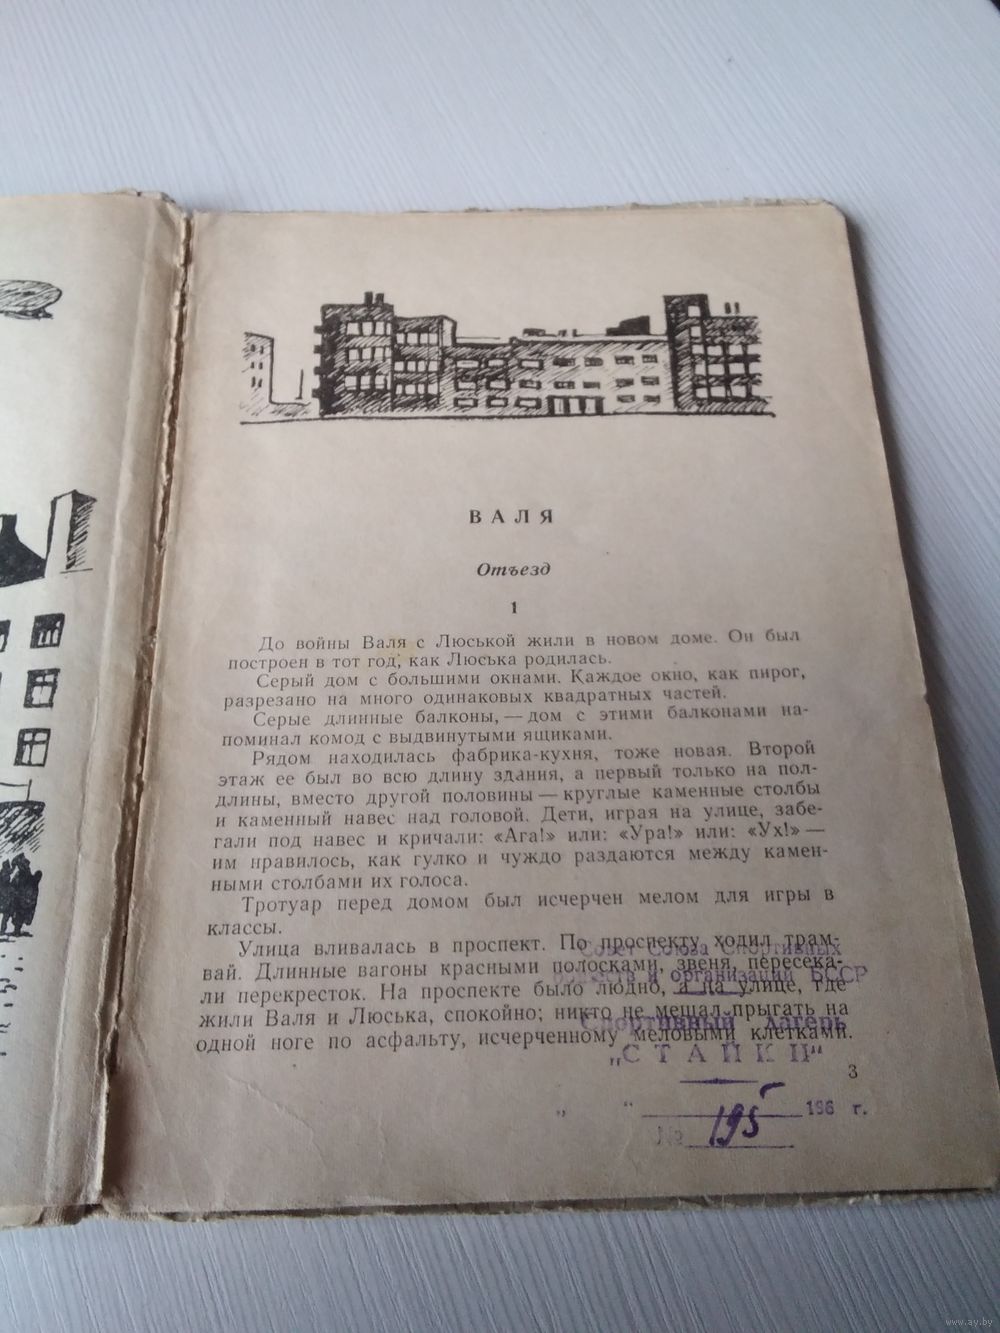 ВАЛЯ
Отъезд
1
До войны Валя с Люськой жили в новом доме. Он был
построен в тот год, как Люська родилась.
Серый дом с большими окнами. Каждое окно, как пирог,
разрезано на много одинаковых квадратных частей.
Серые длинные балконы, — дом с этими балконами на-
поминал комод с выдвинутыми ящиками.
Рядом находилась фабрика-кухня, тоже новая. Второй
этаж ее был во всю длину здания, а первый только на пол-
длины, вместо другой половины — круглые каменные столбы
и каменный навес над головой. Дети, играя на улице, забе-
гали под навес и кричали: «Ага!» или: «Ура!» или: «Ух!» —
им нравилось, как гулко и чуждо раздаются между камен-
ными столбами их голоса.
Тротуар перед домом был исчерчен мелом для игры в
классы.
Улица вливалась в проспект. По проспекту ходил трам-
вай. Длинные вагоны красными полосками, звеня, пересека-
ли перекресток. На проспекте было людно, а на улице, где
жили Валя и Люська, спокойно; никто не мешал прыгать на
одной ноге по асфальту, исчерченному меловыми клетками.
3
Совет Союза Спортивных
и организаций БССР
Спортивный лагерь
„СТАЙКИ"
„ “ 196 г.
№ 195
www.ay.by